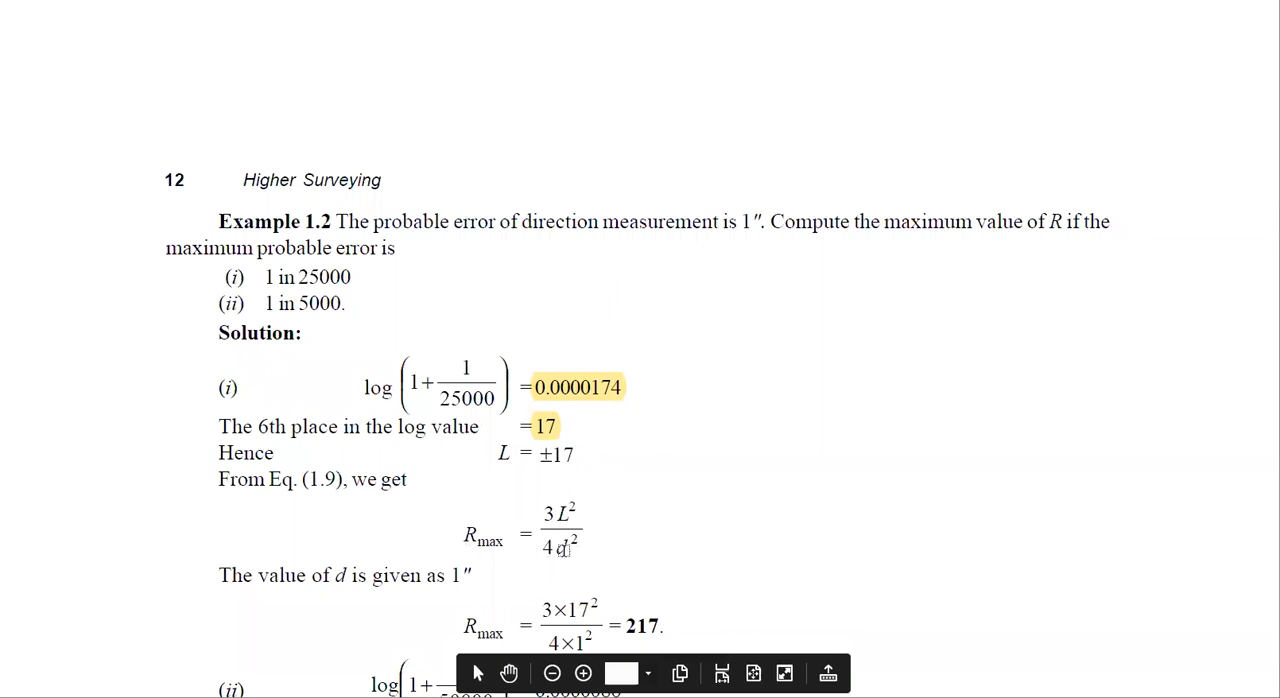 12 Higher Surveying
Example 1.2 The probable error of direction measurement is 1″. Compute the maximum value of R if the
maximum probable error is
(i) 1 in 25000
(ii) 1 in 5000.
Solution:
(i) log (1+1/25000) = 0.0000174
The 6th place in the log value = 17
Hence L = ±17
From Eq. (1.9), we get
Rmax = 3L²/4d²
The value of d is given as 1″
Rmax = 3×17²/4×1² = 217.
(ii) log(1+